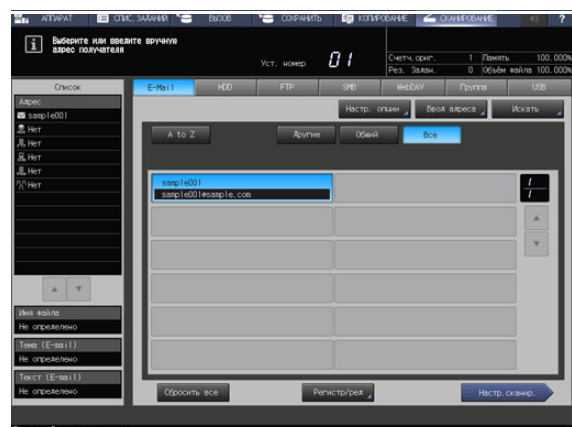 АППАРАТ
СПИС. ЗАДАНИЙ
ВЫЗОВ
СОХРАНИТЬ
КОПИРОВАНИЕ
СКАНИРОВАНИЕ
?
Выберите или введите вручную
адрес получателя
Уст. номер 01
Счетч.ориг. 1 Память 100.000%
Рез. Задан. 0 Объём файла 100.000%
Список
E-Mail HDD FTP SMB WebDAV Группа USB
Адрес
Настр. опции Ввод адреса Искать
sample001
Нет
Нет
Нет
Нет
Нет
A to Z Другие Общий Все
sample001
sample001@sample.com
1
1
Имя файла
Не определено
Тема (E-mail)
Не определено
Текст (E-mail)
Не определено
Сбросить все Регистр/ред Настр.сканир.